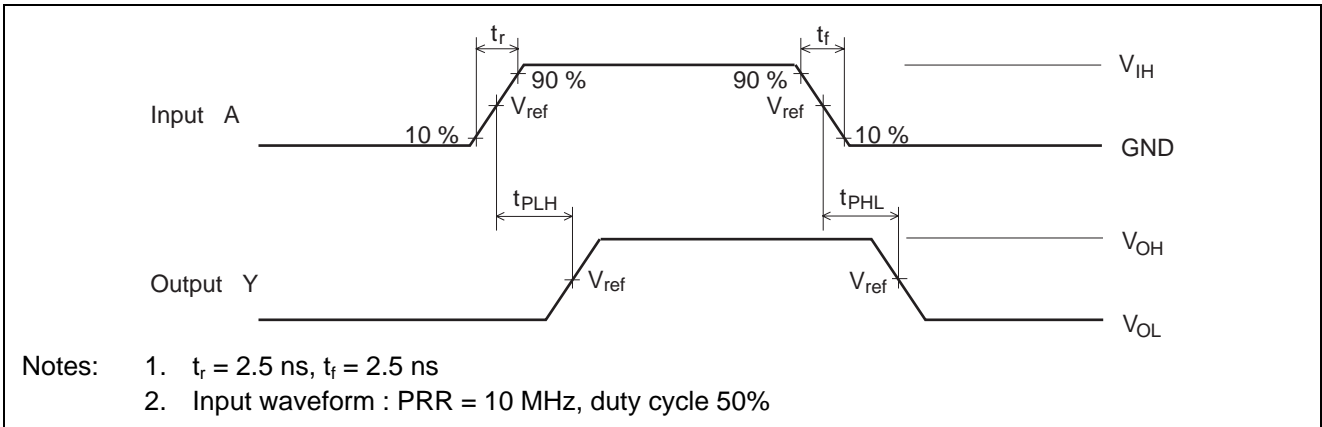 tr tf
90 % 90 % VIH
Input A Vref Vref
10 % 10 % GND
tPLH tPHL
VOH
Output Y Vref Vref
VOL
Notes: 1. tr = 2.5 ns, tf = 2.5 ns
2. Input waveform : PRR = 10 MHz, duty cycle 50%